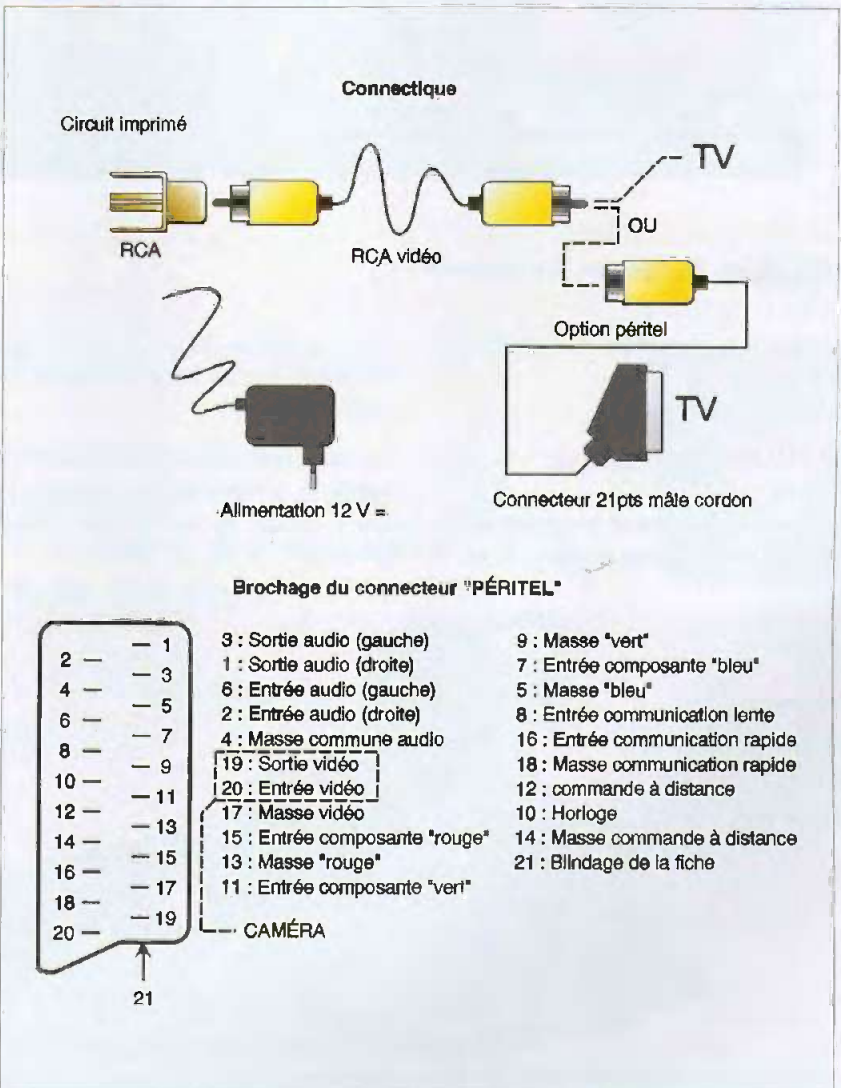 Connectique
Circuit imprimé
TV
OU
RCA
RCA vidéo
Option péritel
TV
Alimentation 12 V =
Connecteur 21pts mâle cordon
Brochage du connecteur "PÉRITEL"
1
2
3
4
5
6
7
8
9
10
11
12
13
14
15
16
17
18
19
20
21
3 : Sortie audio (gauche)
1 : Sortie audio (droite)
6 : Entrée audio (gauche)
2 : Entrée audio (droite)
4 : Masse commune audio
19 : Sortie vidéo
20 : Entrée vidéo
17 : Masse vidéo
15 : Entrée composante "rouge"
13 : Masse "rouge"
11 : Entrée composante "vert"
CAMÉRA
9 : Masse "vert"
7 : Entrée composante "bleu"
5 : Masse "bleu"
8 : Entrée communication lente
16 : Entrée communication rapide
18 : Masse communication rapide
12 : commande à distance
10 : Horloge
14 : Masse commande à distance
21 : Blindage de la fiche